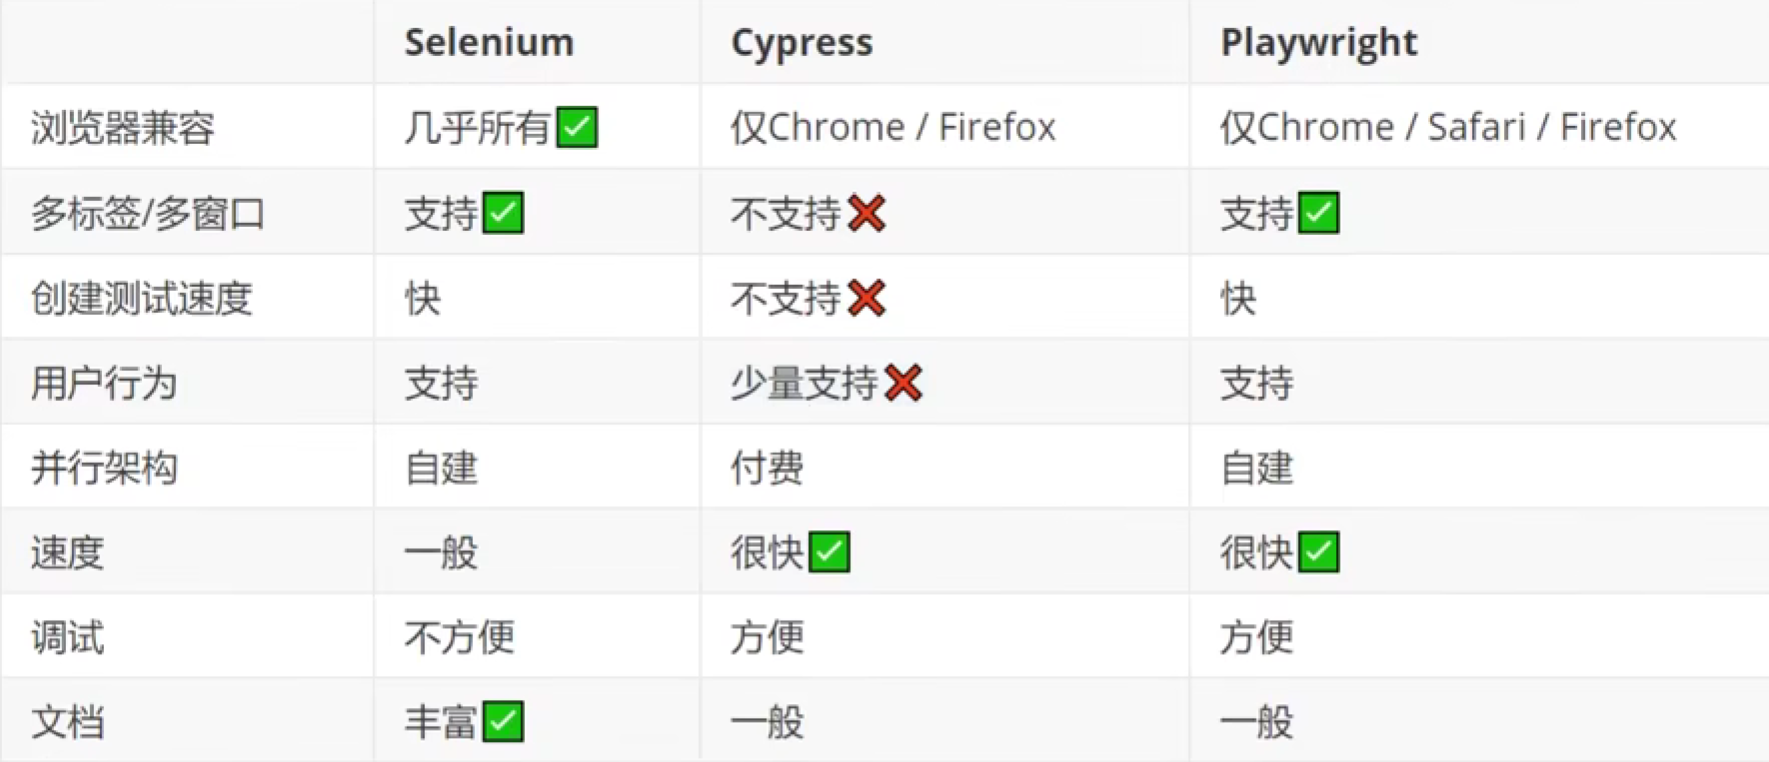 Selenium Cypress Playwright
浏览器兼容 几乎所有✅ 仅Chrome / Firefox 仅Chrome / Safari / Firefox
多标签/多窗口 支持✅ 不支持❌ 支持✅
创建测试速度 快 不支持❌ 快
用户行为 支持 少量支持❌ 支持
并行架构 自建 付费 自建
速度 一般 很快✅ 很快✅
调试 不方便 方便 方便
文档 丰富✅ 一般 一般